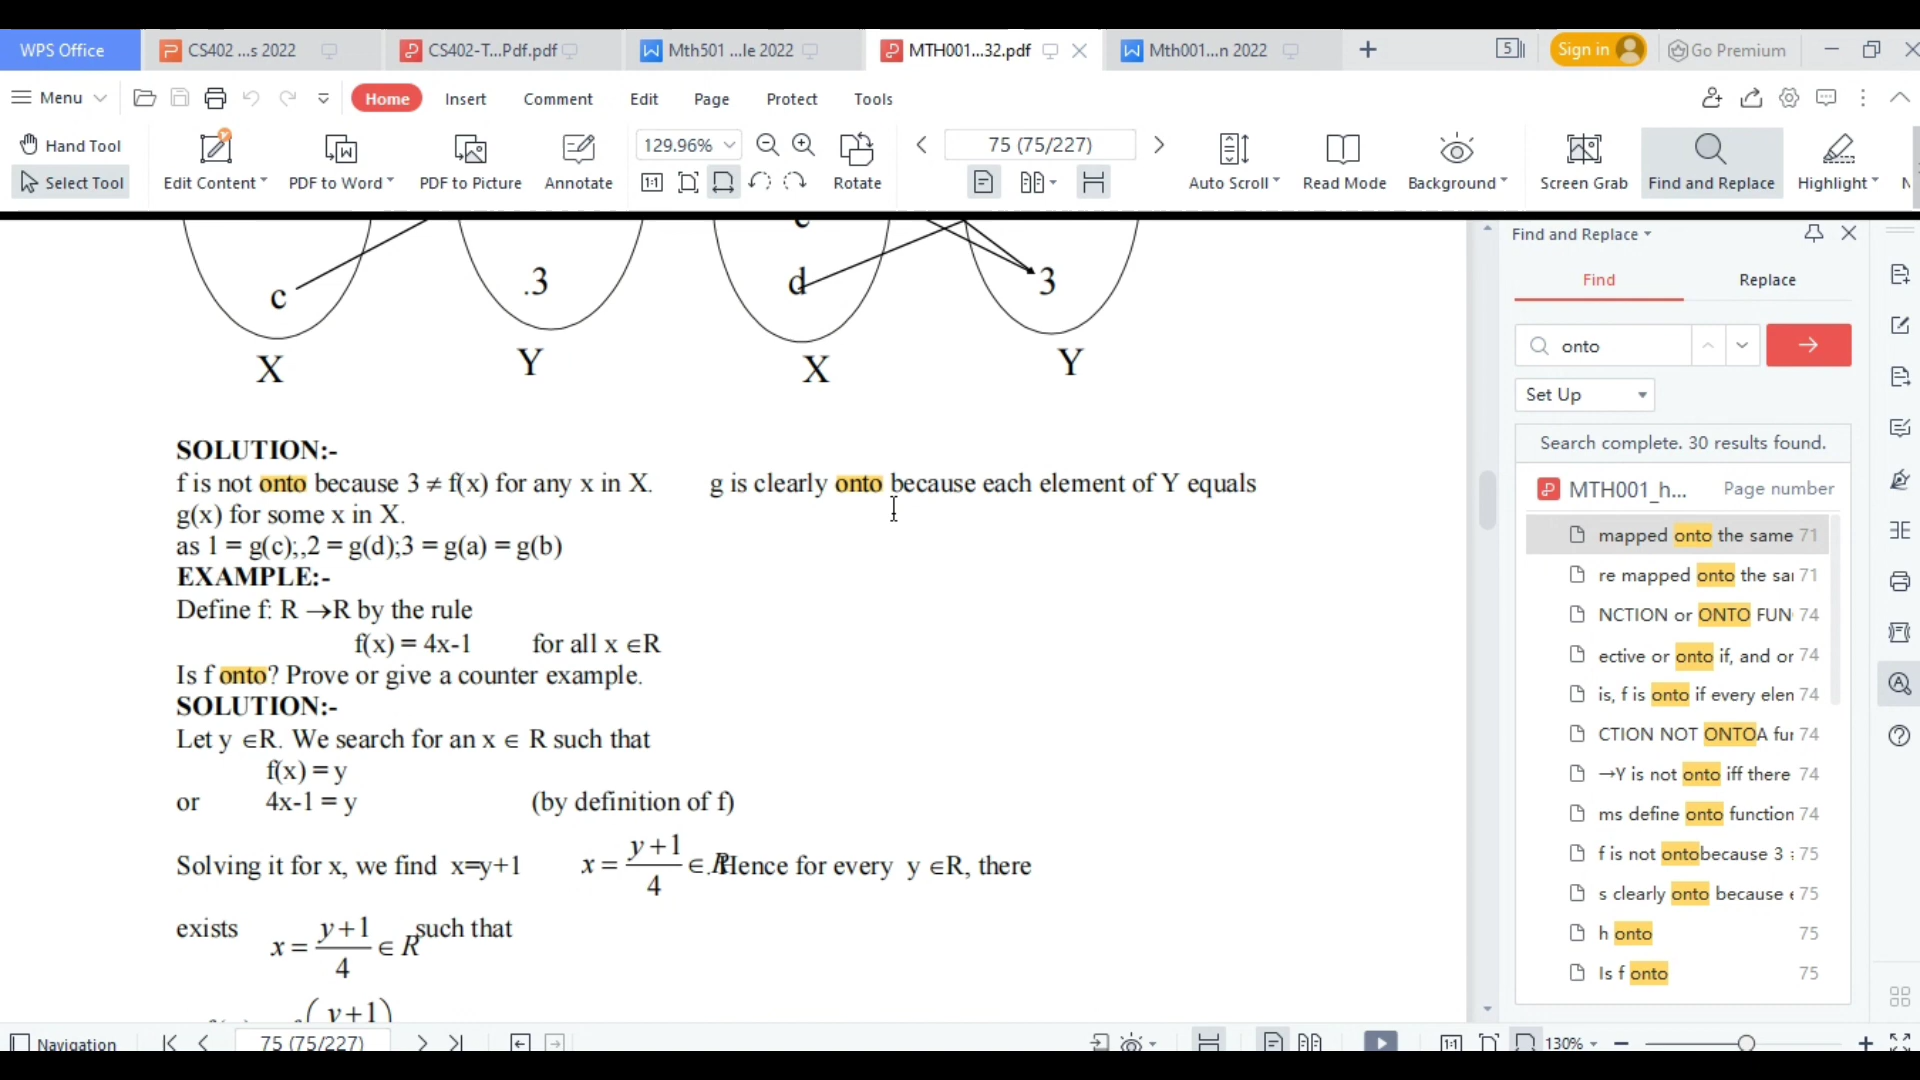 WPS Office
CS402 ...s 2022
CS402-T...Pdf.pdf
Mth501 ...le 2022
MTH001...32.pdf
Mth001...n 2022
5
Sign in
Go Premium
Menu
Home
Insert
Comment
Edit
Page
Protect
Tools
Hand Tool
Select Tool
Edit Content
PDF to Word
PDF to Picture
Annotate
129.96%
Rotate
75 (75/227)
Auto Scroll
Read Mode
Background
Screen Grab
Find and Replace
Highlight
c
.3
d
3
X
Y
X
Y
SOLUTION:-
f is not onto because 3 ≠ f(x) for any x in X. g is clearly onto because each element of Y equals
g(x) for some x in X.
as 1 = g(c);,2 = g(d);3 = g(a) = g(b)
EXAMPLE:-
Define f: R →R by the rule
f(x) = 4x-1 for all x ∈R
Is f onto? Prove or give a counter example.
SOLUTION:-
Let y ∈R. We search for an x ∈ R such that
f(x) = y
or 4x-1 = y (by definition of f)
Solving it for x, we find x=y+1 x = y+1/4 ∈ R .Hence for every y ∈R, there
exists x = y+1/4 ∈ R such that
(y+1)
Find and Replace
Find
Replace
onto
Set Up
Search complete. 30 results found.
MTH001_h... Page number
mapped onto the same 71
re mapped onto the sa 71
NCTION or ONTO FUN 74
ective or onto if, and or 74
is, f is onto if every elen 74
CTION NOT ONTOA fur 74
→Y is not onto iff there 74
ms define onto function 74
f is not ontobecause 3 75
s clearly onto because 75
h onto 75
Is f onto 75
Navigation
75 (75/227)
130%